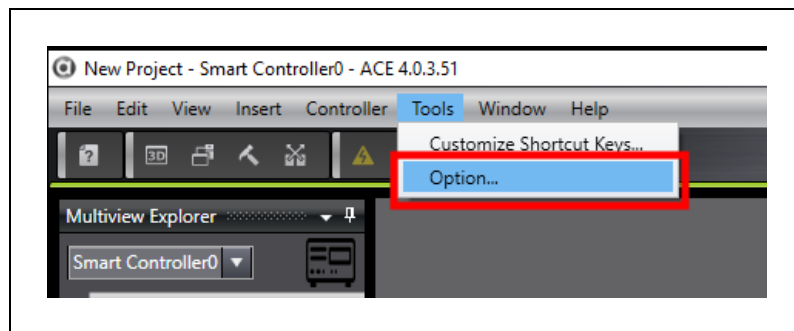 New Project - Smart Controller0 - ACE 4.0.3.51
File Edit View Insert Controller Tools Window Help
3D
Customize Shortcut Keys...
Option...
Multiview Explorer
Smart Controller0